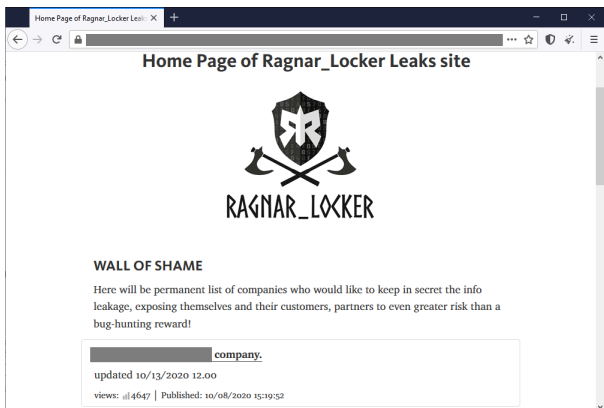 Home Page of Ragnar_Locker Leaks
Home Page of Ragnar_Locker Leaks site
RAGNAR_LOCKER
WALL OF SHAME
Here will be permanent list of companies who would like to keep in secret the info
leakage, exposing themselves and their customers, partners to even greater risk than a
bug-hunting reward!
company.
updated 10/13/2020 12.00
views: 4647 | Published: 10/08/2020 15:19:52